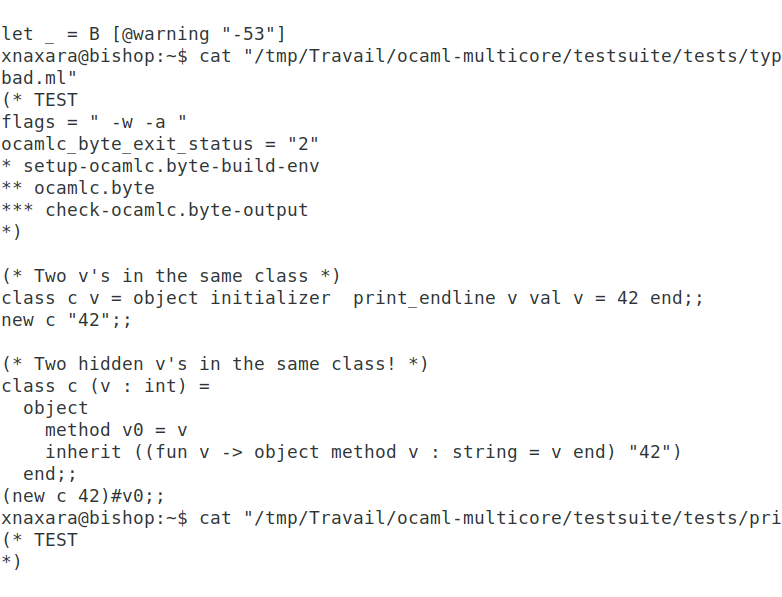 let _ = B [@warning "-53"]
xnaxara@bishop:~$ cat "/tmp/Travail/ocaml-multicore/testsuite/tests/typ
bad.ml"
(* TEST
flags = " -w -a "
ocamlc_byte_exit_status = "2"
* setup-ocamlc.byte-build-env
** ocamlc.byte
*** check-ocamlc.byte-output
*)
(* Two v's in the same class *)
class c v = object initializer  print_endline v val v = 42 end;;
new c "42";;
(* Two hidden v's in the same class! *)
class c (v : int) =
  object
    method v0 = v
    inherit ((fun v -> object method v : string = v end) "42")
  end;;
(new c 42)#v0;;
xnaxara@bishop:~$ cat "/tmp/Travail/ocaml-multicore/testsuite/tests/pri
(* TEST
*)